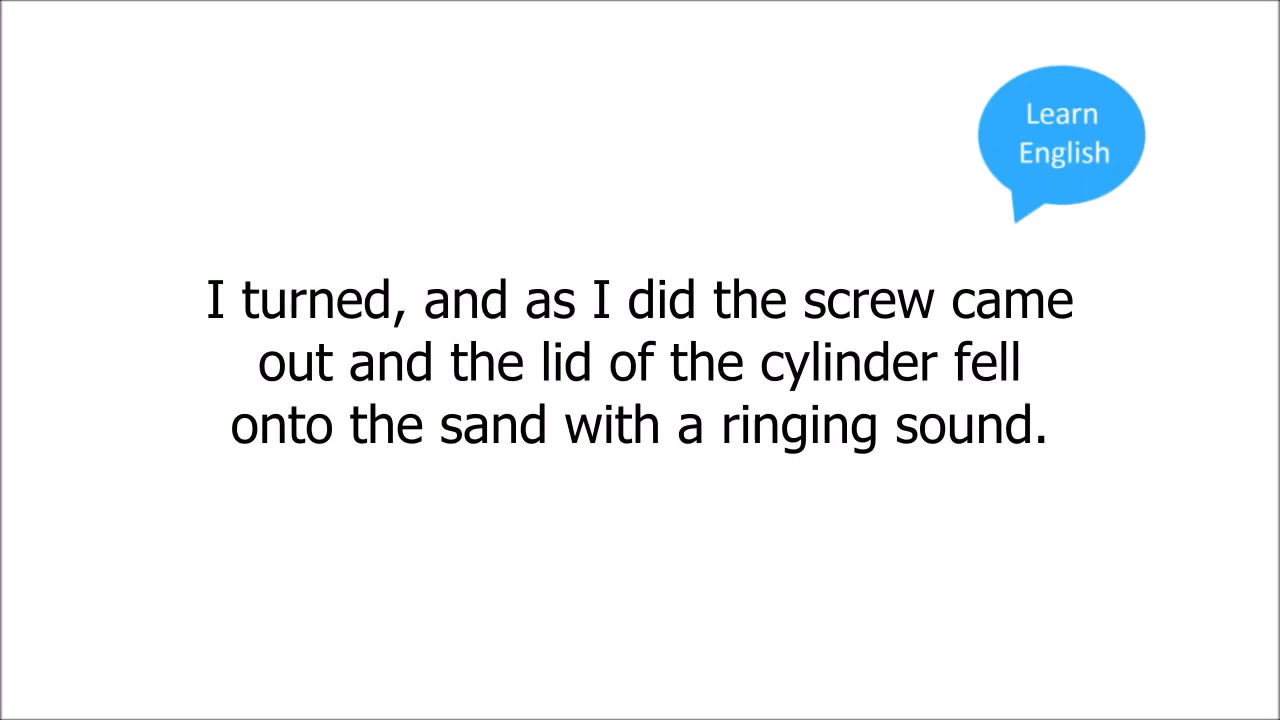 Learn
English
I turned, and as I did the screw came
out and the lid of the cylinder fell
onto the sand with a ringing sound.